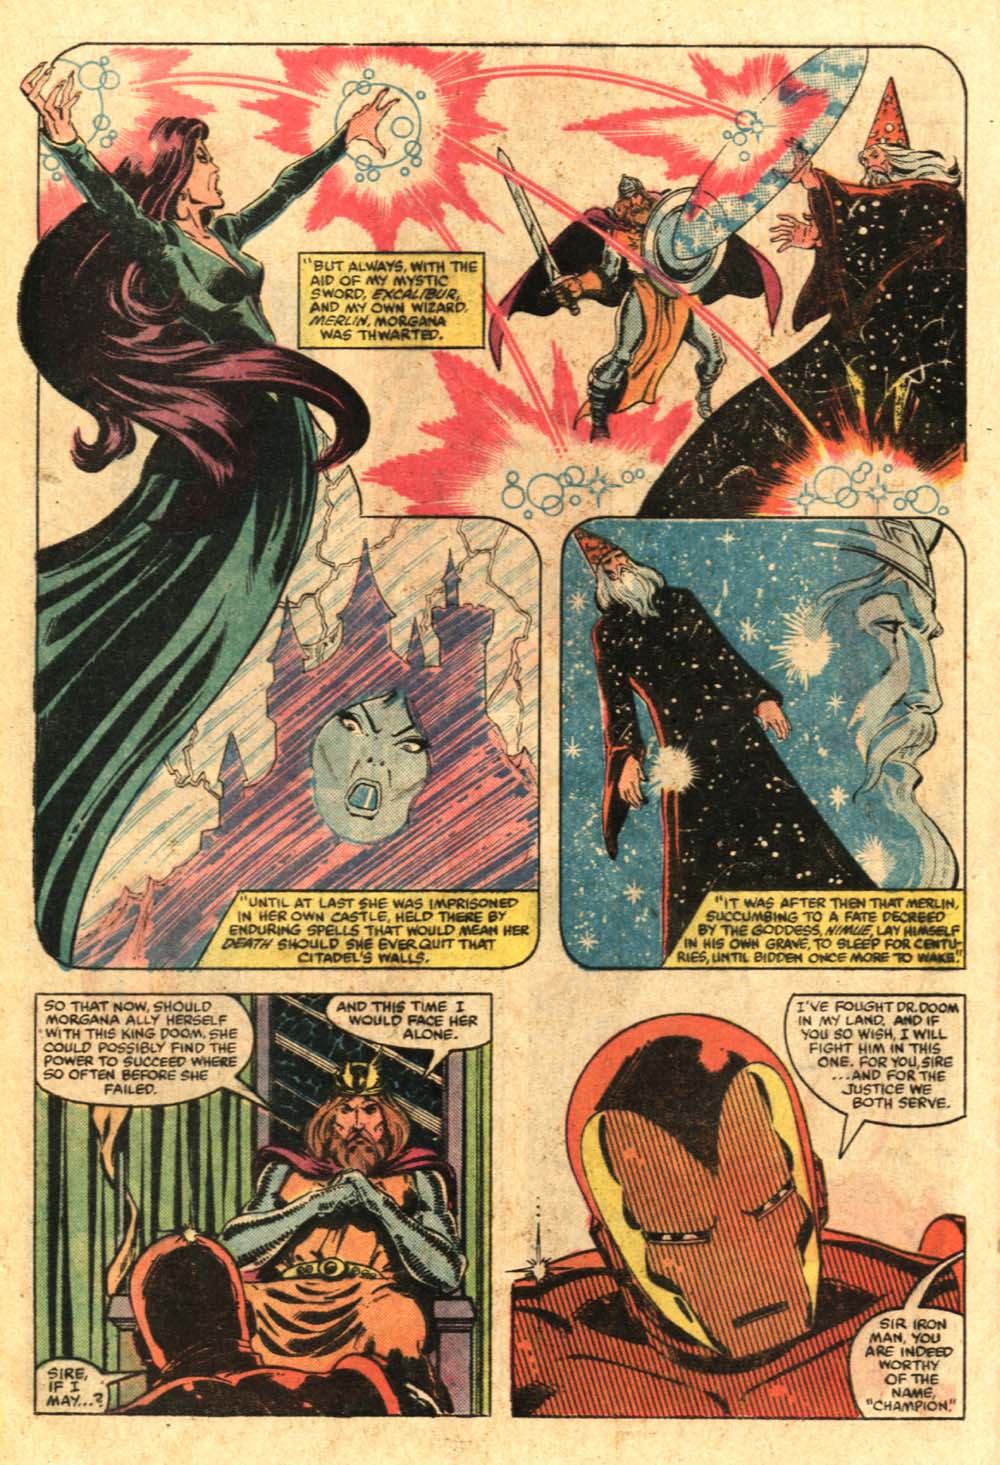 "BUT ALWAYS, WITH THE
AID OF MY MYSTIC
SWORD, EXCALIBUR,
AND MY OWN WIZARD,
MERLIN, MORGANA
WAS THWARTED.
"UNTIL AT LAST SHE WAS IMPRISONED
IN HER OWN CASTLE, HELD THERE BY
ENDURING SPELLS THAT WOULD MEAN HER
DEATH SHOULD SHE EVER QUIT THAT
CITADEL'S WALLS.
"IT WAS AFTER THEN THAT MERLIN,
SUCCUMBING TO A FATE DECREED
BY THE GODDESS, NIMUE, LAY HIMSELF
IN HIS OWN GRAVE, TO SLEEP FOR CENTU-
RIES, UNTIL BIDDEN ONCE MORE TO WAKE."
SO THAT NOW, SHOULD
MORGANA ALLY HERSELF
WITH THIS KING DOOM, SHE
COULD POSSIBLY FIND THE
POWER TO SUCCEED WHERE
SO OFTEN BEFORE SHE
FAILED.
AND THIS TIME I
WOULD FACE HER
ALONE.
SIRE,
IF I
MAY...?
I'VE FOUGHT DR. DOOM
IN MY LAND, AND IF
YOU SO WISH, I WILL
FIGHT HIM IN THIS
ONE. FOR YOU, SIRE
...AND FOR THE
JUSTICE WE
BOTH SERVE.
SIR IRON
MAN, YOU
ARE INDEED
WORTHY
OF THE
NAME,
"CHAMPION."